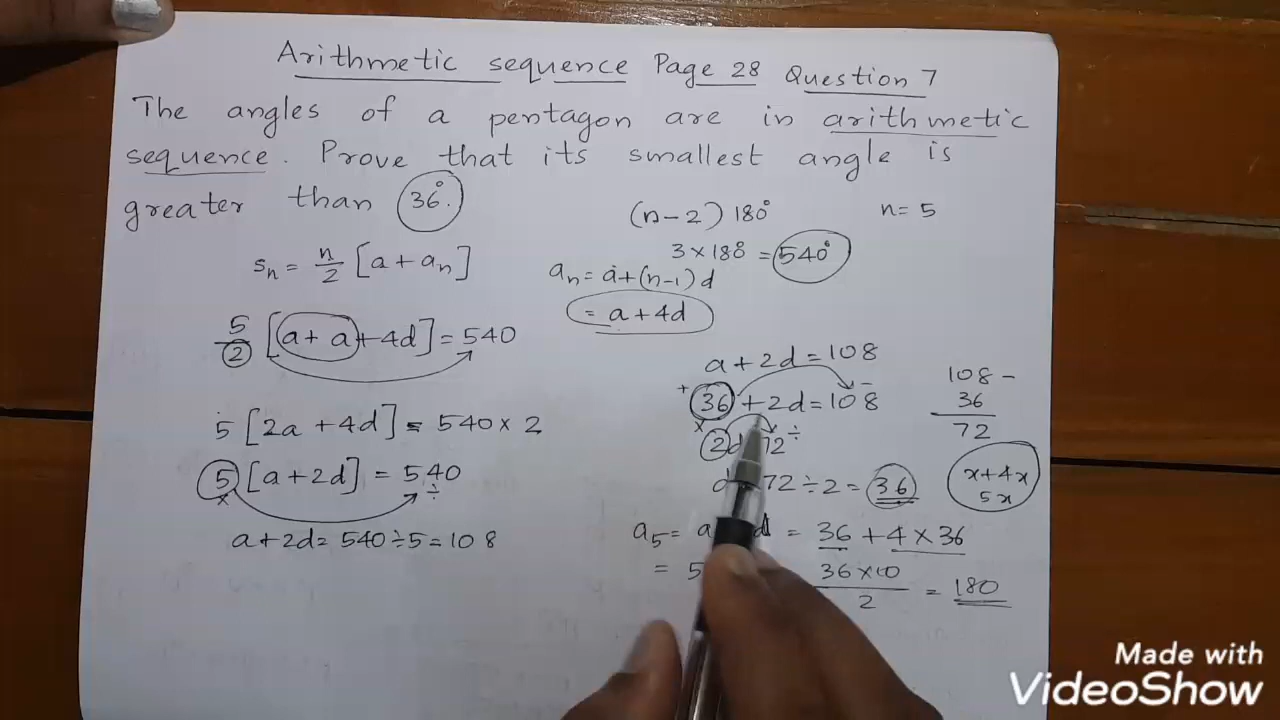 Arithmetic sequence Page 28 Question 7
The angles of a pentagon are in arithmetic
sequence. Prove that its smallest angle is
greater than 36°.
(n-2) 180°
n= 5
3 × 180° = 540°
Sn = n/2 [a + an]
an = a+(n-1)d
= a + 4d
5/2 [a + a + 4d] = 540
5 [2a + 4d] = 540 × 2
5 [a + 2d] = 540
× ÷
a+2d= 540÷5=108
a + 2d = 108
+ 36 + 2d = 108 -
× 2d 72 ÷
d 72 ÷ 2 = 36
108 -
36
72
x+4x
5x
a5 = a d = 36 + 4 × 36
= 5 36×10/2 = 180
Made with
VideoShow